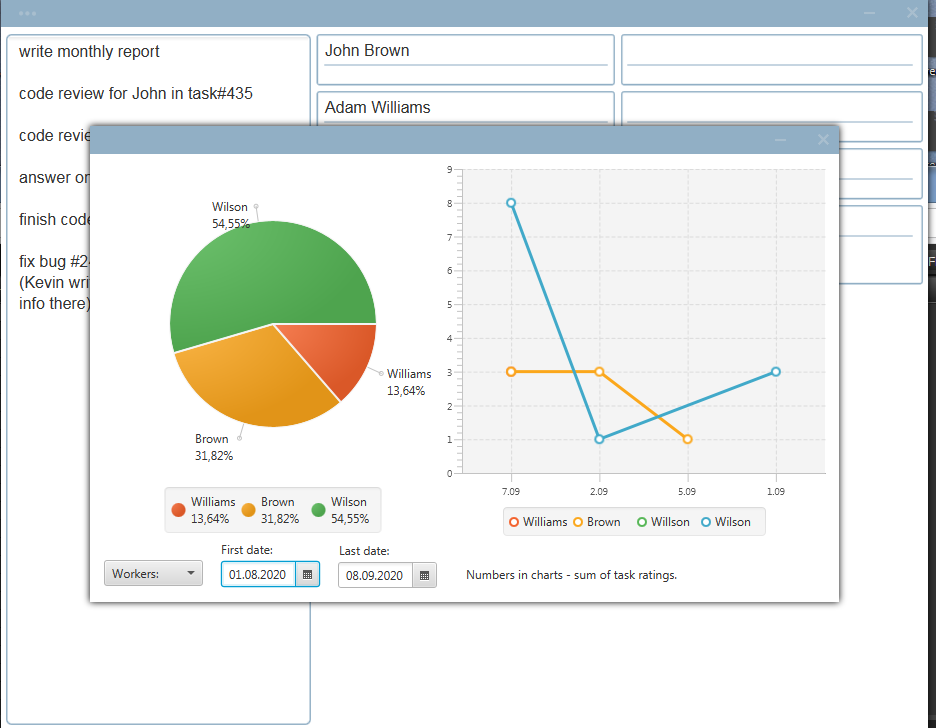 write monthly report
code review for John in task#435
code revie
answer or
finish code
fix bug #2
(Kevin wri
info there)
John Brown
Adam Williams
Wilson
54,55%
Williams
13,64%
Brown
31,82%
Williams
13,64%
Brown
31,82%
Wilson
54,55%
9
8
7
6
5
4
3
2
1
0
7.09
2.09
5.09
1.09
Williams Brown Willson Wilson
First date:
Last date:
Workers:
01.08.2020
08.09.2020
Numbers in charts - sum of task ratings.